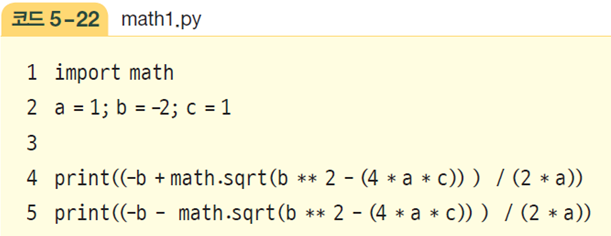 코드 5-22 math1.py
1 import math
2 a = 1; b = -2; c = 1
3
4 print((-b + math.sqrt(b ** 2 - (4 * a * c)) ) / (2 * a))
5 print((-b - math.sqrt(b ** 2 - (4 * a * c)) ) / (2 * a))